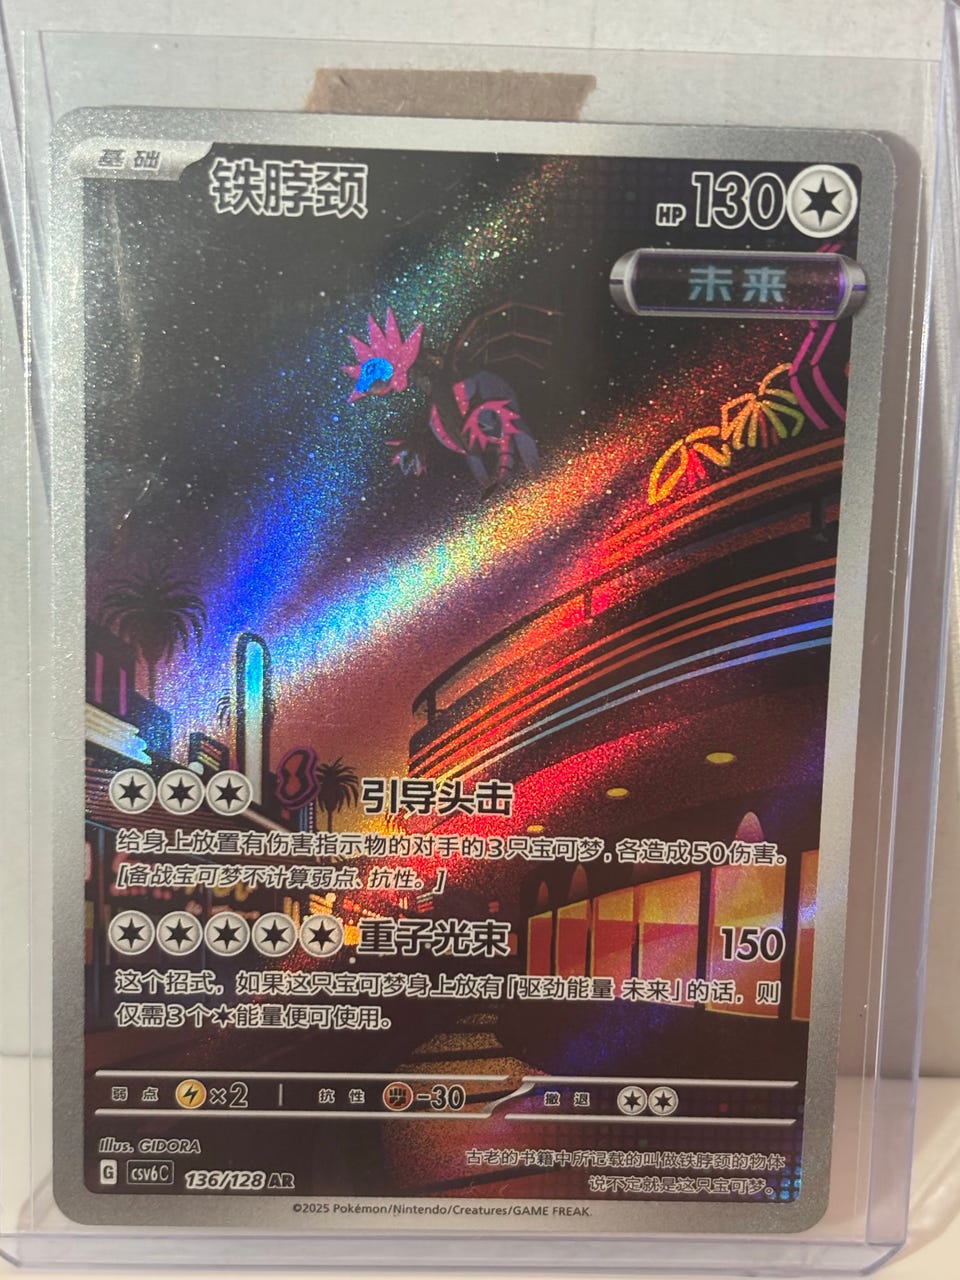 基础
铁脖颈
HP 130
未来
引导头击
给身上放置有伤害指示物的对手的3只宝可梦，各造成50伤害。
[备战宝可梦不计算弱点、抗性。]
重子光束 150
这个招式，如果这只宝可梦身上放有「驱劲能量 未来」的话，则
仅需3个✶能量便可使用。
弱点 ×2 抗性 -30 撤退
Illus. GIDORA
G CSV6C 136/128 AR
古老的书籍中所记载的叫做铁脖颈的物体
说不定就是这只宝可梦。
©2025 Pokémon/Nintendo/Creatures/GAME FREAK.